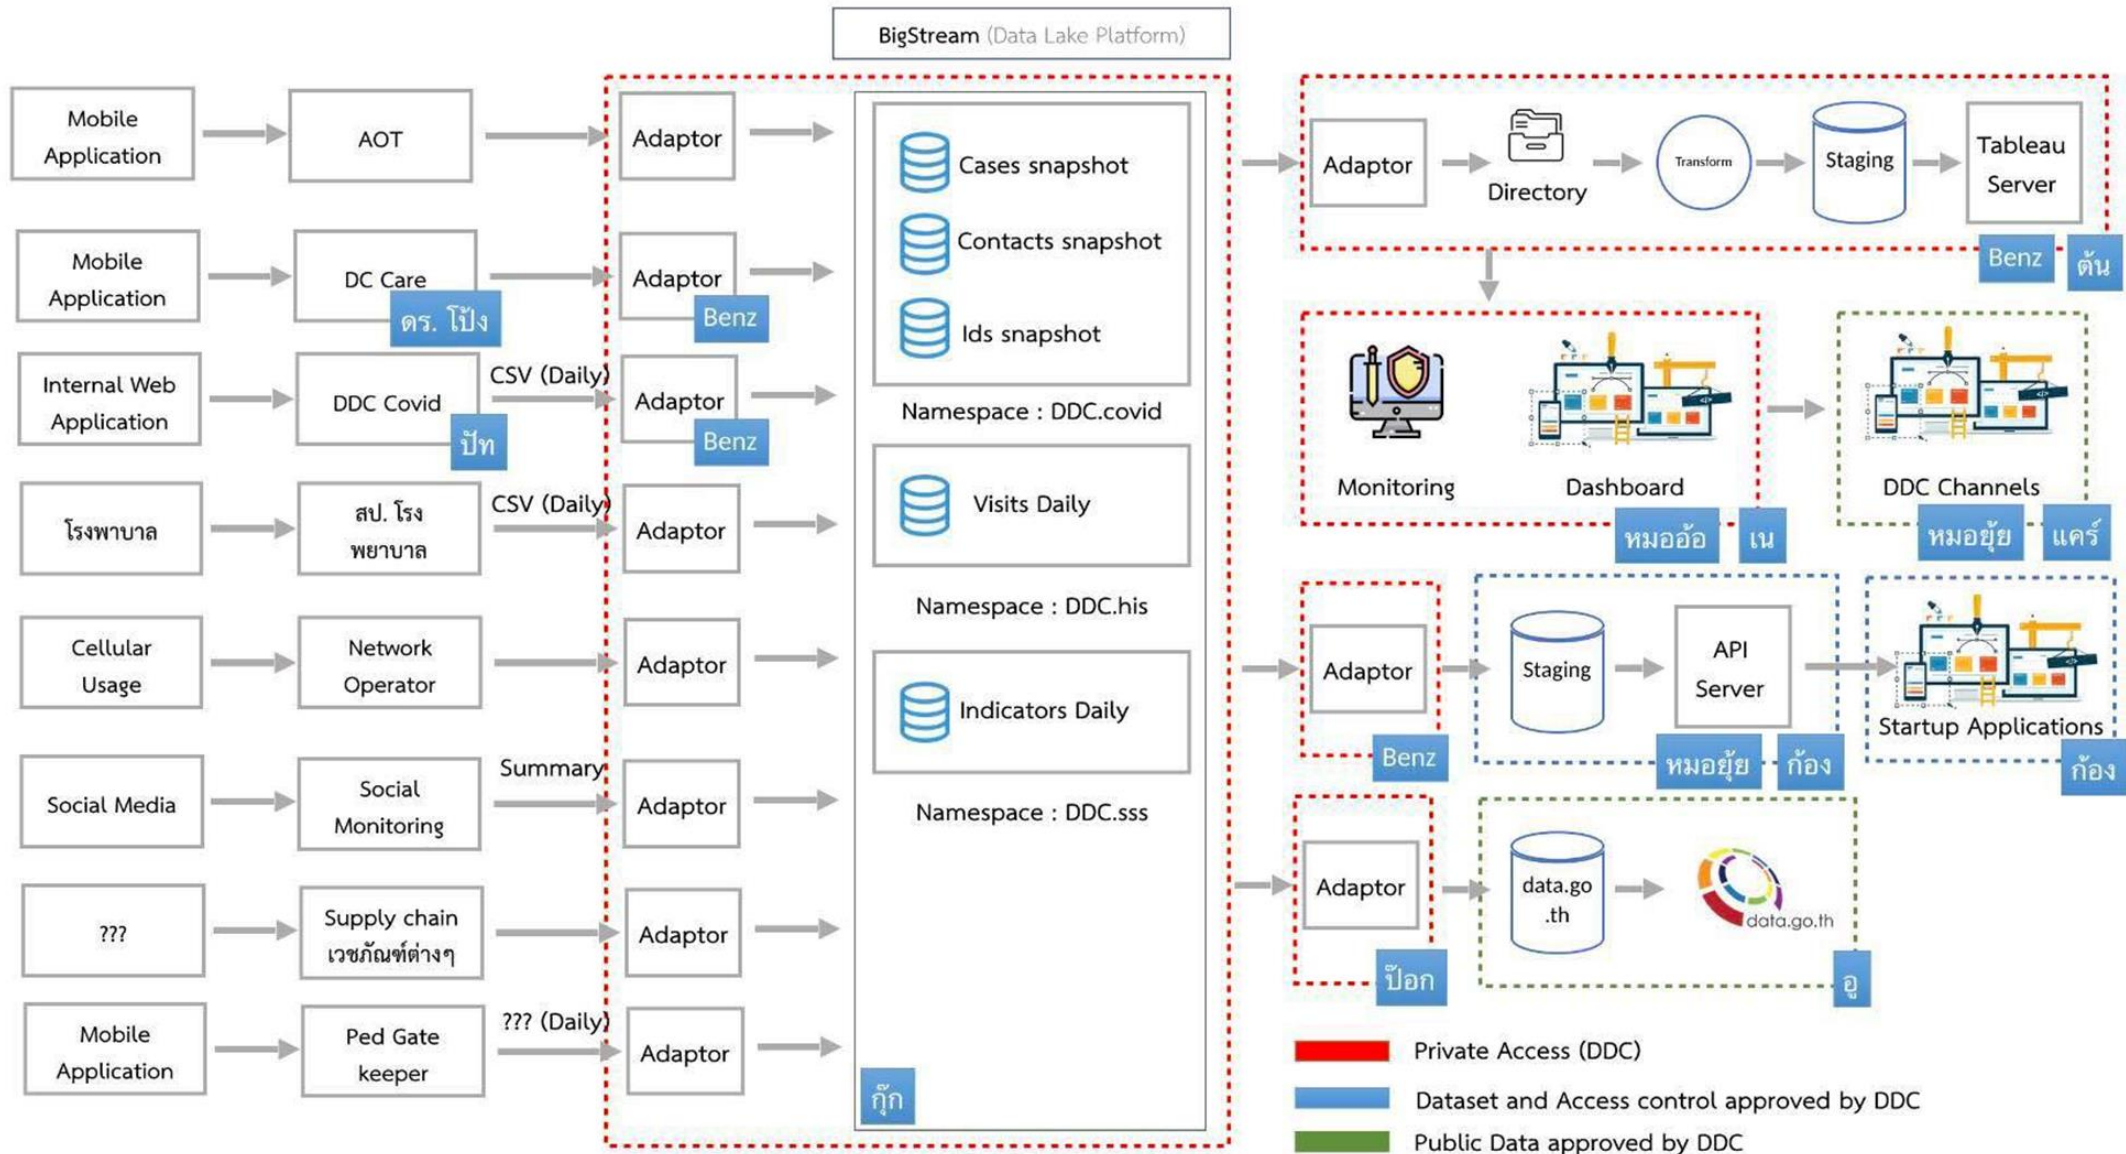 BigStream (Data Lake Platform)
Mobile
Application
AOT
Adaptor
Mobile
Application
DC Care
ดร. โป้ง
Adaptor
Benz
Internal Web
Application
DDC Covid
ปัท
CSV (Daily)
Adaptor
Benz
โรงพาบาล
สป. โรง
พยาบาล
CSV (Daily)
Adaptor
Cellular
Usage
Network
Operator
Adaptor
Social Media
Social
Monitoring
Summary
Adaptor
???
Supply chain
เวชภัณฑ์ต่างๆ
Adaptor
Mobile
Application
Ped Gate
keeper
??? (Daily)
Adaptor
Cases snapshot
Contacts snapshot
Ids snapshot
Namespace : DDC.covid
Visits Daily
Namespace : DDC.his
Indicators Daily
Namespace : DDC.sss
กุ๊ก
Adaptor
Directory
Transform
Staging
Tableau
Server
Benz
ต้น
Monitoring
Dashboard
หมออ้อ
เน
DDC Channels
หมอยุ้ย
แคร์
Adaptor
Benz
Staging
API
Server
หมอยุ้ย
ก้อง
Startup Applications
ก้อง
Adaptor
ป๊อก
data.go
.th
data.go.th
อู
Private Access (DDC)
Dataset and Access control approved by DDC
Public Data approved by DDC